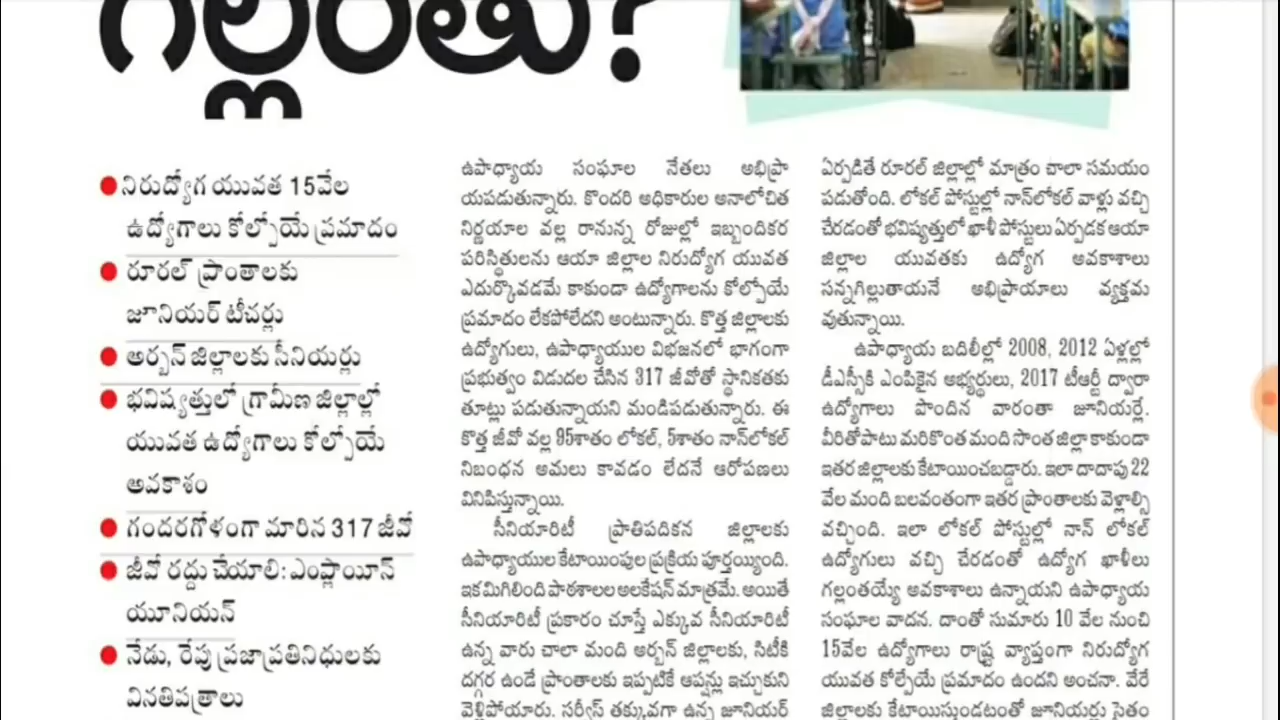 గల్లంతు?
నిరుద్యోగ యువత 15వేల
ఉద్యోగాలు కోల్పోయే ప్రమాదం
రూరల్ ప్రాంతాలకు
జూనియర్ టీచర్లు
అర్బన్ జిల్లాలకు సీనియర్లు
భవిష్యత్తులో గ్రామీణ జిల్లాల్లో
యువత ఉద్యోగాలు కోల్పోయే
అవకాశం
గందరగోళంగా మారిన 317 జీవో
జీవో రద్దు చేయాలి: ఎంప్లాయీస్
యూనియన్
నేడు, రేపు ప్రజాప్రతినిధులకు
వినతిపత్రాలు
ఉపాధ్యాయ సంఘాల నేతలు అభిప్రా
యపడుతున్నారు. కొందరి అధికారుల అనాలోచిత
నిర్ణయాల వల్ల రానున్న రోజుల్లో ఇబ్బందికర
పరిస్థితులను ఆయా జిల్లాల నిరుద్యోగ యువత
ఎదుర్కొవడమే కాకుండా ఉద్యోగాలను కోల్పోయే
ప్రమాదం లేకపోలేదని అంటున్నారు. కొత్త జిల్లాలకు
ఉద్యోగులు, ఉపాధ్యాయుల విభజనలో భాగంగా
ప్రభుత్వం విడుదల చేసిన 317 జీవోతో స్థానికతకు
తూట్లు పడుతున్నాయని మండిపడుతున్నారు. ఈ
కొత్త జీవో వల్ల 95శాతం లోకల్, 5శాతం నాన్‌లోకల్
నిబంధన అమలు కావడం లేదనే ఆరోపణలు
వినిపిస్తున్నాయి.
సీనియారిటీ ప్రాతిపదికన జిల్లాలకు
ఉపాధ్యాయుల కేటాయింపుల ప్రక్రియ పూర్తయ్యింది.
ఇక మిగిలింది పాఠశాలల అలకేషన్ మాత్రమే. అయితే
సీనియారిటీ ప్రకారం చూస్తే ఎక్కువ సీనియారిటీ
ఉన్న వారు చాలా మంది అర్బన్ జిల్లాలకు, సిటీకి
దగ్గర ఉండే ప్రాంతాలకు ఇప్పటికే ఆప్షన్లు ఇచ్చుకుని
వెళ్లిపోయారు. సర్వీస్ తక్కువగా ఉన్న జూనియర్
ఏర్పడితే రూరల్ జిల్లాల్లో మాత్రం చాలా సమయం
పడుతోంది. లోకల్ పోస్టుల్లో నాన్‌లోకల్ వాళ్లు వచ్చి
చేరడంతో భవిష్యత్తులో ఖాళీ పోస్టులు ఏర్పడక ఆయా
జిల్లాల యువతకు ఉద్యోగ అవకాశాలు
సన్నగిల్లుతాయనే అభిప్రాయాలు వ్యక్తమ
వుతున్నాయి.
ఉపాధ్యాయ బదిలీల్లో 2008, 2012 ఏళ్లల్లో
డీఎస్సీకి ఎంపికైన అభ్యర్థులు, 2017 టీఆర్టీ ద్వారా
ఉద్యోగాలు పొందిన వారంతా జూనియర్లే.
వీరితోపాటు మరికొంత మంది సొంత జిల్లా కాకుండా
ఇతర జిల్లాలకు కేటాయించబడ్డారు. ఇలా దాదాపు 22
వేల మంది బలవంతంగా ఇతర ప్రాంతాలకు వెళ్లాల్సి
వచ్చింది. ఇలా లోకల్ పోస్టుల్లో నాన్ లోకల్
ఉద్యోగులు వచ్చి చేరడంతో ఉద్యోగ ఖాళీలు
గల్లంతయ్యే అవకాశాలు ఉన్నాయని ఉపాధ్యాయ
సంఘాల వాదన. దాంతో సుమారు 10 వేల నుంచి
15వేల ఉద్యోగాలు రాష్ట్ర వ్యాప్తంగా నిరుద్యోగ
యువత కోల్పేయే ప్రమాదం ఉందని అంచనా. వేరే
జిల్లాలకు కేటాయిస్తుండటంతో జూనియర్లు సైతం